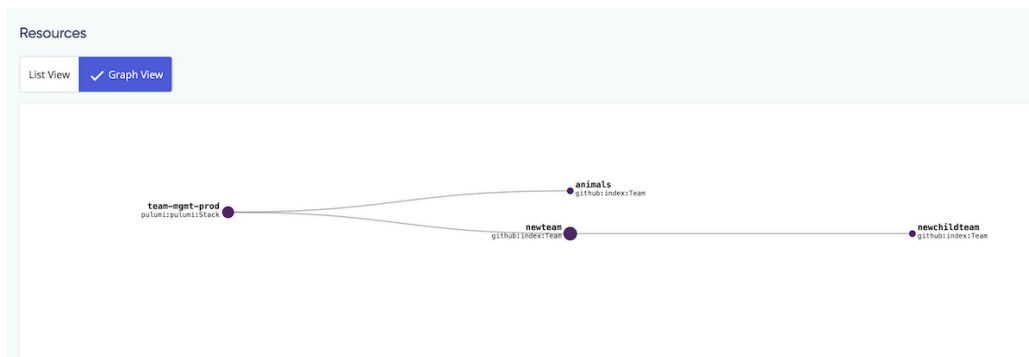 Resources
List View
Graph View
team-mgmt-prod
pulumi:pulumi:Stack
animals
github:index:Team
newteam
github:index:Team
newchildteam
github:index:Team